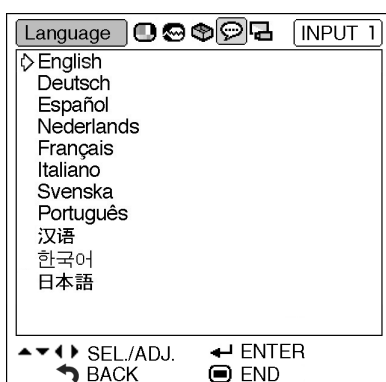 Language INPUT 1
English
Deutsch
Español
Nederlands
Français
Italiano
Svenska
Português
汉语
한국어
日本語
SEL./ADJ. ENTER
BACK END